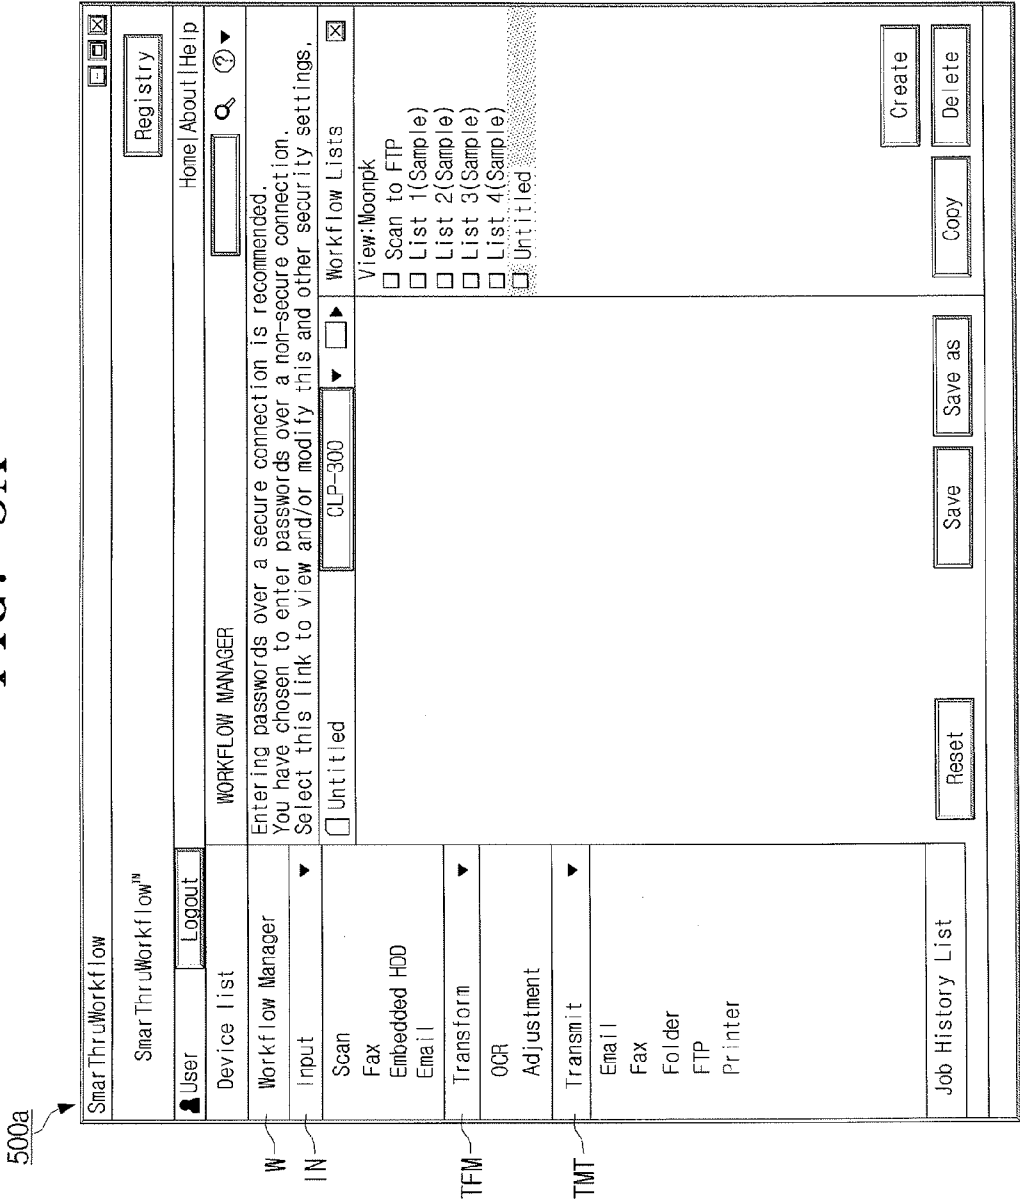 500a
SmarThruWorkflow
SmarThruWorkflow™
Registry
User
Logout
Home|About|Help
Device list
WORKFLOW MANAGER
?
W
Workflow Manager
Entering passwords over a secure connection is recommended.
You have chosen to enter passwords over a non-secure connection.
Select this link to view and/or modify this and other security settings,
IN
Input
Untitled
CLP-300
Workflow Lists
Scan
Fax
Embedded HDD
Email
View:Moonpk
Scan to FTP
List 1(Sample)
List 2(Sample)
List 3(Sample)
List 4(Sample)
Untitled
TFM
Transform
OCR
Adjustment
TMT
Transmit
Email
Fax
Folder
FTP
Printer
Create
Job History List
Reset
Save
Save as
Copy
Delete